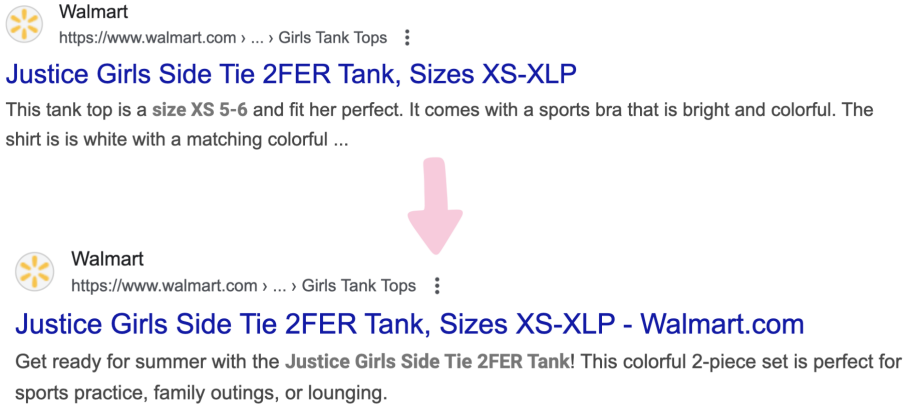 Walmart
https://www.walmart.com › ... › Girls Tank Tops
Justice Girls Side Tie 2FER Tank, Sizes XS-XLP
This tank top is a size XS 5-6 and fit her perfect. It comes with a sports bra that is bright and colorful. The
shirt is is white with a matching colorful ...
Walmart
https://www.walmart.com › ... › Girls Tank Tops
Justice Girls Side Tie 2FER Tank, Sizes XS-XLP - Walmart.com
Get ready for summer with the Justice Girls Side Tie 2FER Tank! This colorful 2-piece set is perfect for
sports practice, family outings, or lounging.